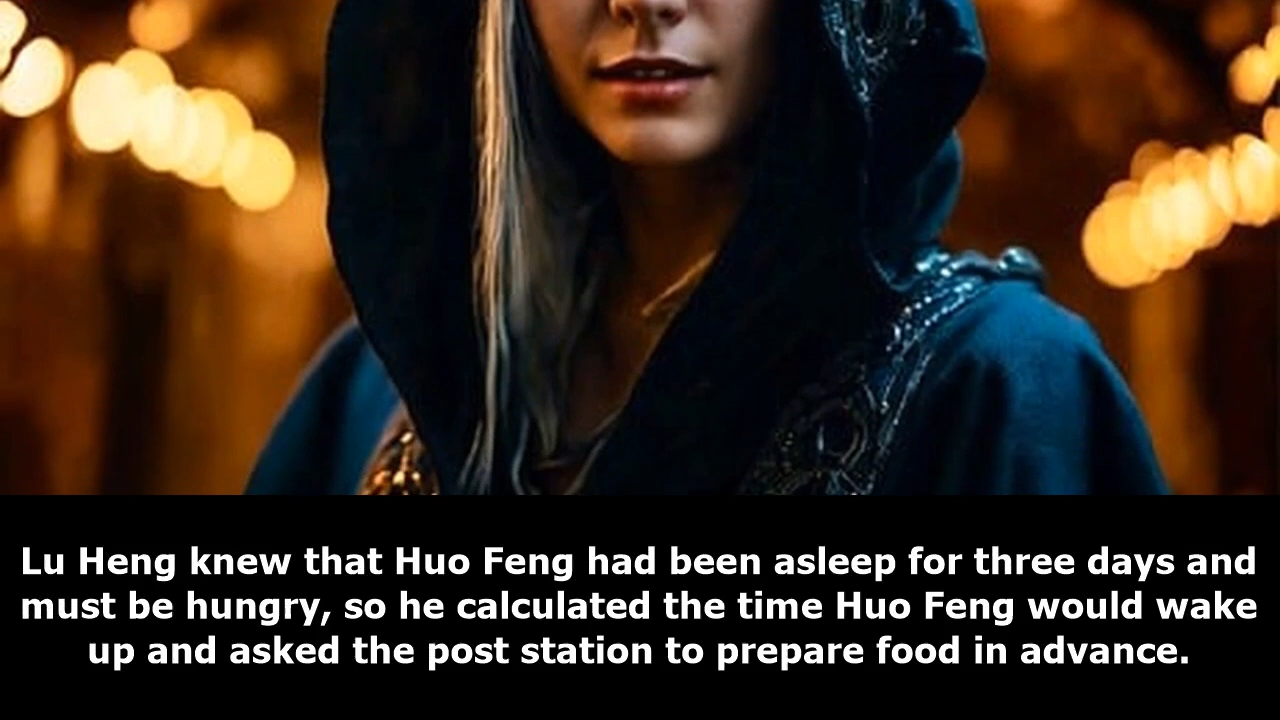 Lu Heng knew that Huo Feng had been asleep for three days and
must be hungry, so he calculated the time Huo Feng would wake
up and asked the post station to prepare food in advance.